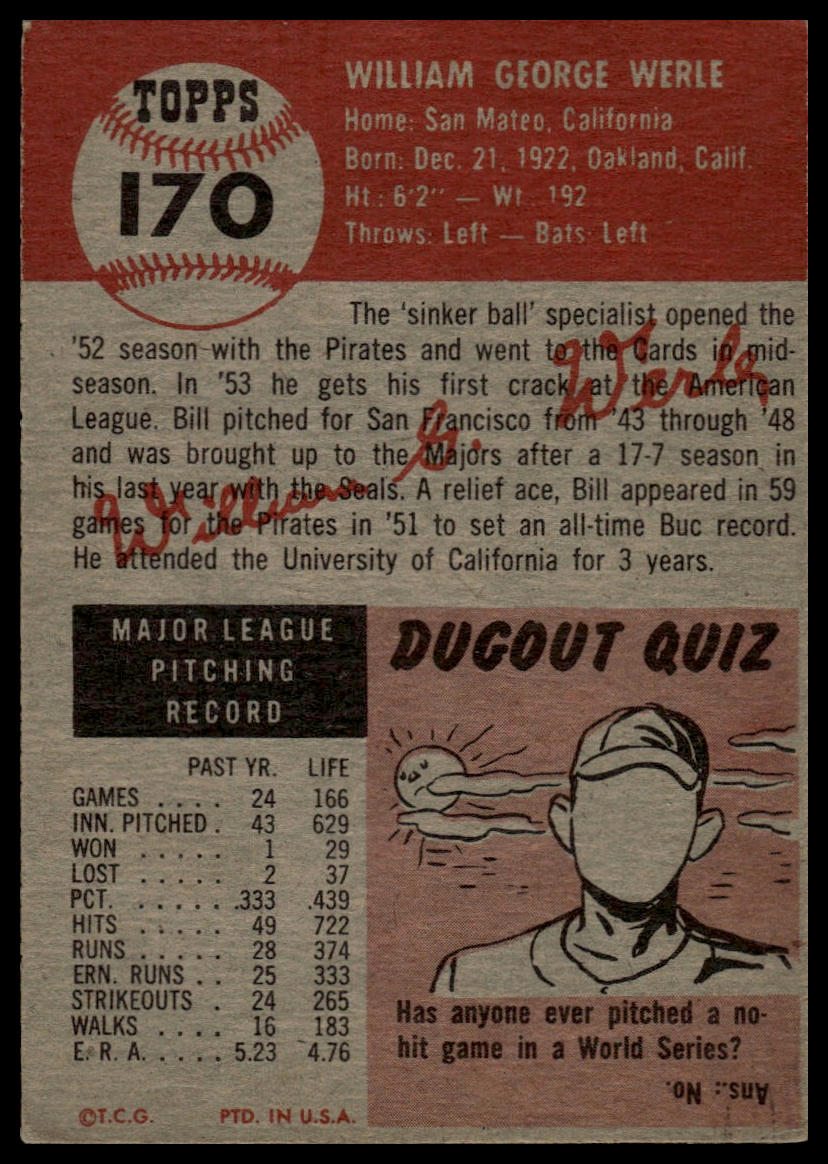 TOPPS
170
WILLIAM GEORGE WERLE
Home: San Mateo, California
Born: Dec. 21, 1922, Oakland, Calif.
Ht.: 6'2" — Wt. 192
Throws: Left — Bats: Left
The 'sinker ball' specialist opened the
'52 season with the Pirates and went to the Cards in mid-
season. In '53 he gets his first crack at the American
League. Bill pitched for San Francisco from '43 through '48
and was brought up to the Majors after a 17-7 season in
his last year with the Seals. A relief ace, Bill appeared in 59
games for the Pirates in '51 to set an all-time Buc record.
He attended the University of California for 3 years.
William G. Werle
MAJOR LEAGUE
PITCHING
RECORD
PAST YR. LIFE
GAMES . . . . 24 166
INN. PITCHED . 43 629
WON . . . . . 1 29
LOST . . . . . 2 37
PCT. . . . . . .333 .439
HITS . . . . . 49 722
RUNS . . . . . 28 374
ERN. RUNS . . 25 333
STRIKEOUTS . 24 265
WALKS . . . . 16 183
E. R. A. . . . . 5.23 4.76
©T.C.G. PTD. IN U.S.A.
DUGOUT QUIZ
Has anyone ever pitched a no-
hit game in a World Series?
Ans.: No.